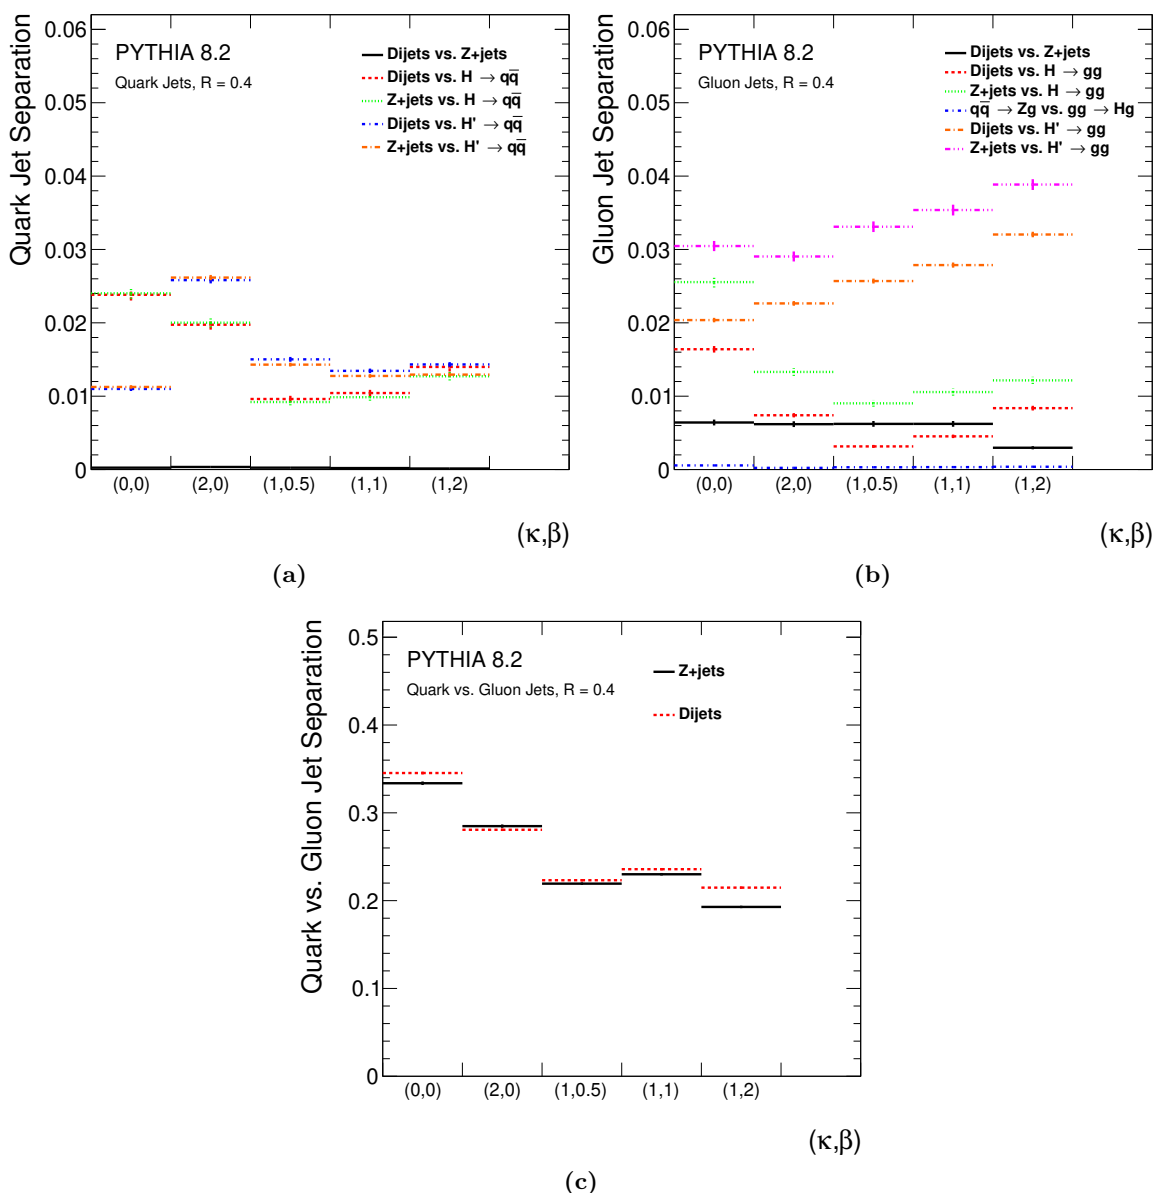 Quark Jet Separation
0.06
0.05
0.04
0.03
0.02
0.01
0
PYTHIA 8.2
Quark Jets, R = 0.4
Dijets vs. Z+jets
Dijets vs. H → qq̅
Z+jets vs. H → qq̅
Dijets vs. H' → qq̅
Z+jets vs. H' → qq̅
(0,0) (2,0) (1,0.5) (1,1) (1,2)
(κ,β)
(a)
Gluon Jet Separation
0.06
0.05
0.04
0.03
0.02
0.01
0
PYTHIA 8.2
Gluon Jets, R = 0.4
Dijets vs. Z+jets
Dijets vs. H → gg
Z+jets vs. H → gg
qq̅ → Zg vs. gg → Hg
Dijets vs. H' → gg
Z+jets vs. H' → gg
(0,0) (2,0) (1,0.5) (1,1) (1,2)
(κ,β)
(b)
Quark vs. Gluon Jet Separation
0.5
0.4
0.3
0.2
0.1
0
PYTHIA 8.2
Quark vs. Gluon Jets, R = 0.4
Z+jets
Dijets
(0,0) (2,0) (1,0.5) (1,1) (1,2)
(κ,β)
(c)